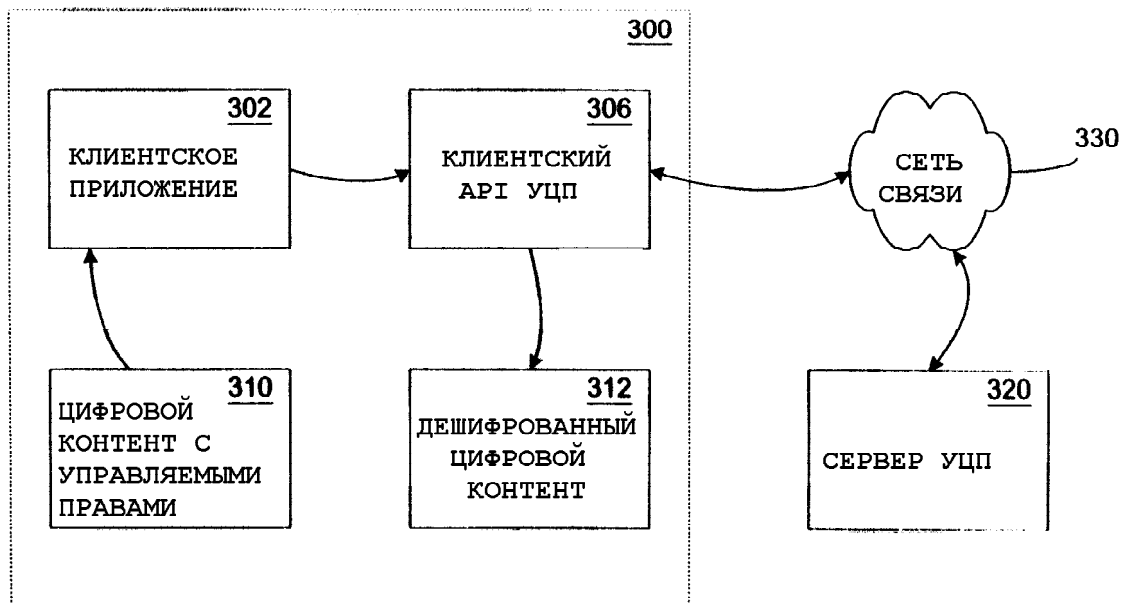 300
302
КЛИЕНТСКОЕ
ПРИЛОЖЕНИЕ
306
КЛИЕНТСКИЙ
API УЦП
СЕТЬ
СВЯЗИ
330
310
ЦИФРОВОЙ
КОНТЕНТ С
УПРАВЛЯЕМЫМИ
ПРАВАМИ
312
ДЕШИФРОВАННЫЙ
ЦИФРОВОЙ
КОНТЕНТ
320
СЕРВЕР УЦП